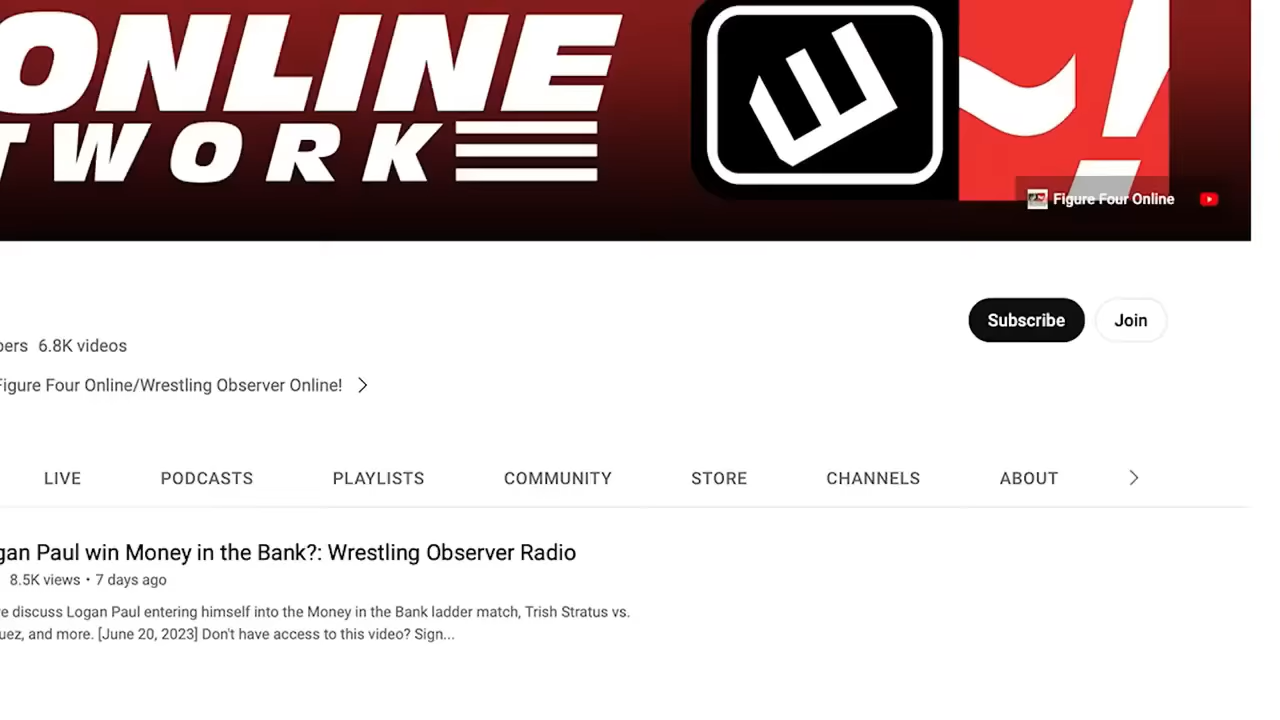 ONLINE
TWORK
Figure Four Online
Subscribe
Join
bers 6.8K videos
Figure Four Online/Wrestling Observer Online!
LIVE
PODCASTS
PLAYLISTS
COMMUNITY
STORE
CHANNELS
ABOUT
gan Paul win Money in the Bank?: Wrestling Observer Radio
8.5K views • 7 days ago
e discuss Logan Paul entering himself into the Money in the Bank ladder match, Trish Stratus vs.
uez, and more. [June 20, 2023] Don't have access to this video? Sign...